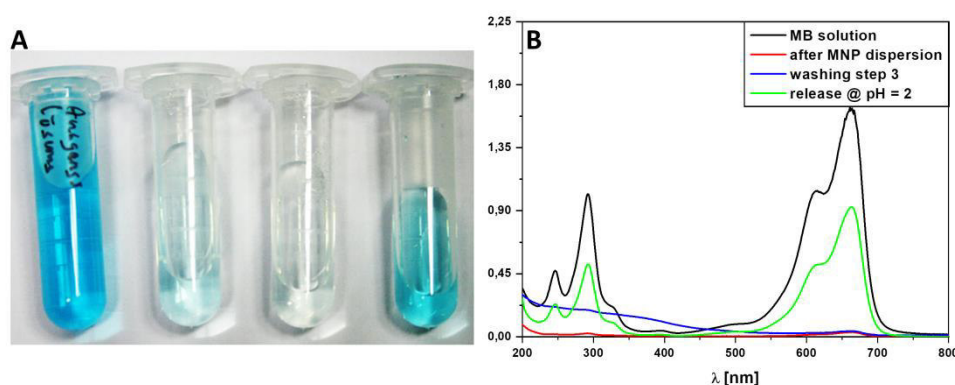 A
B
MB solution
after MNP dispersion
washing step 3
release @ pH = 2
2,25
1,80
1,35
0,90
0,45
0,00
200 300 400 500 600 700 800
λ [nm]